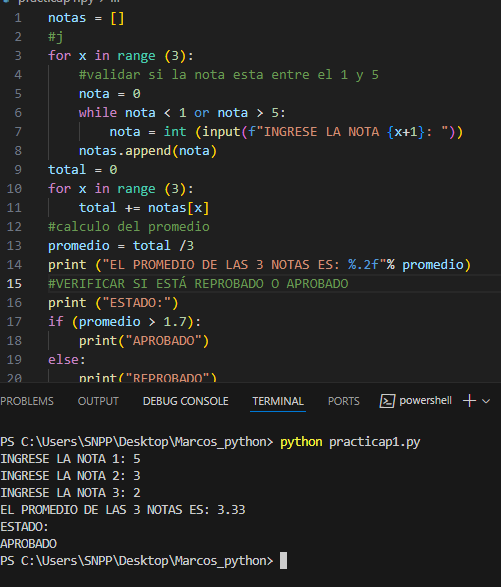 practicap1.py > ...
1 notas = []
2 #j
3 for x in range (3):
4 #validar si la nota esta entre el 1 y 5
5 nota = 0
6 while nota < 1 or nota > 5:
7 nota = int (input(f"INGRESE LA NOTA {x+1}: "))
8 notas.append(nota)
9 total = 0
10 for x in range (3):
11 total += notas[x]
12 #calculo del promedio
13 promedio = total /3
14 print ("EL PROMEDIO DE LAS 3 NOTAS ES: %.2f"% promedio)
15 #VERIFICAR SI ESTÁ REPROBADO O APROBADO
16 print ("ESTADO:")
17 if (promedio > 1.7):
18 print("APROBADO")
19 else:
20 print("REPROBADO")
PROBLEMS OUTPUT DEBUG CONSOLE TERMINAL PORTS powershell
PS C:\Users\SNPP\Desktop\Marcos_python> python practicap1.py
INGRESE LA NOTA 1: 5
INGRESE LA NOTA 2: 3
INGRESE LA NOTA 3: 2
EL PROMEDIO DE LAS 3 NOTAS ES: 3.33
ESTADO:
APROBADO
PS C:\Users\SNPP\Desktop\Marcos_python>